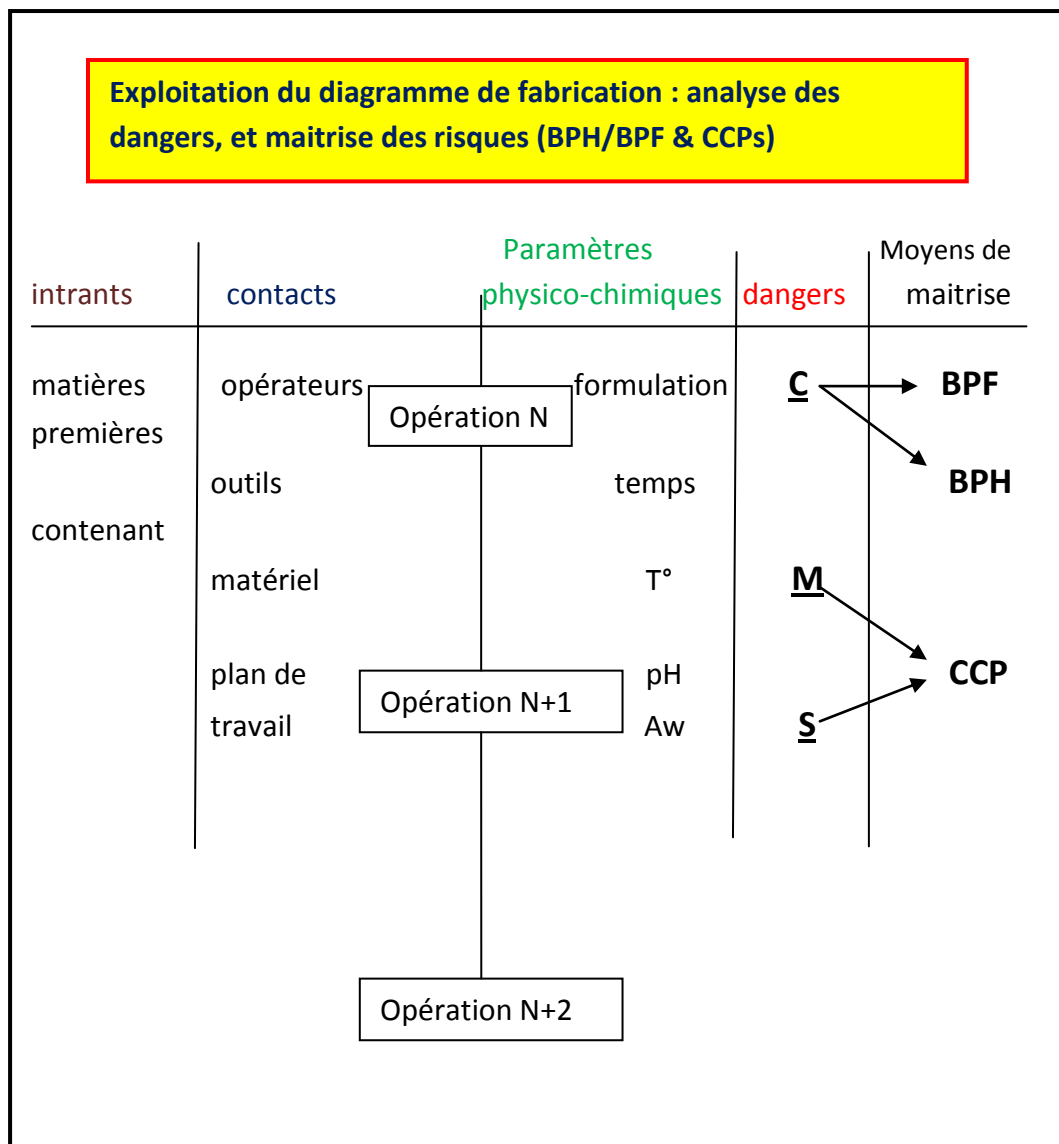 Exploitation du diagramme de fabrication : analyse des
dangers, et maitrise des risques (BPH/BPF & CCPs)
Paramètres Moyens de
intrants contacts physico-chimiques dangers maitrise
matières opérateurs Opération N formulation C BPF
premières
outils temps BPH
contenant
matériel T° M
plan de Opération N+1 pH CCP
travail Aw S
Opération N+2